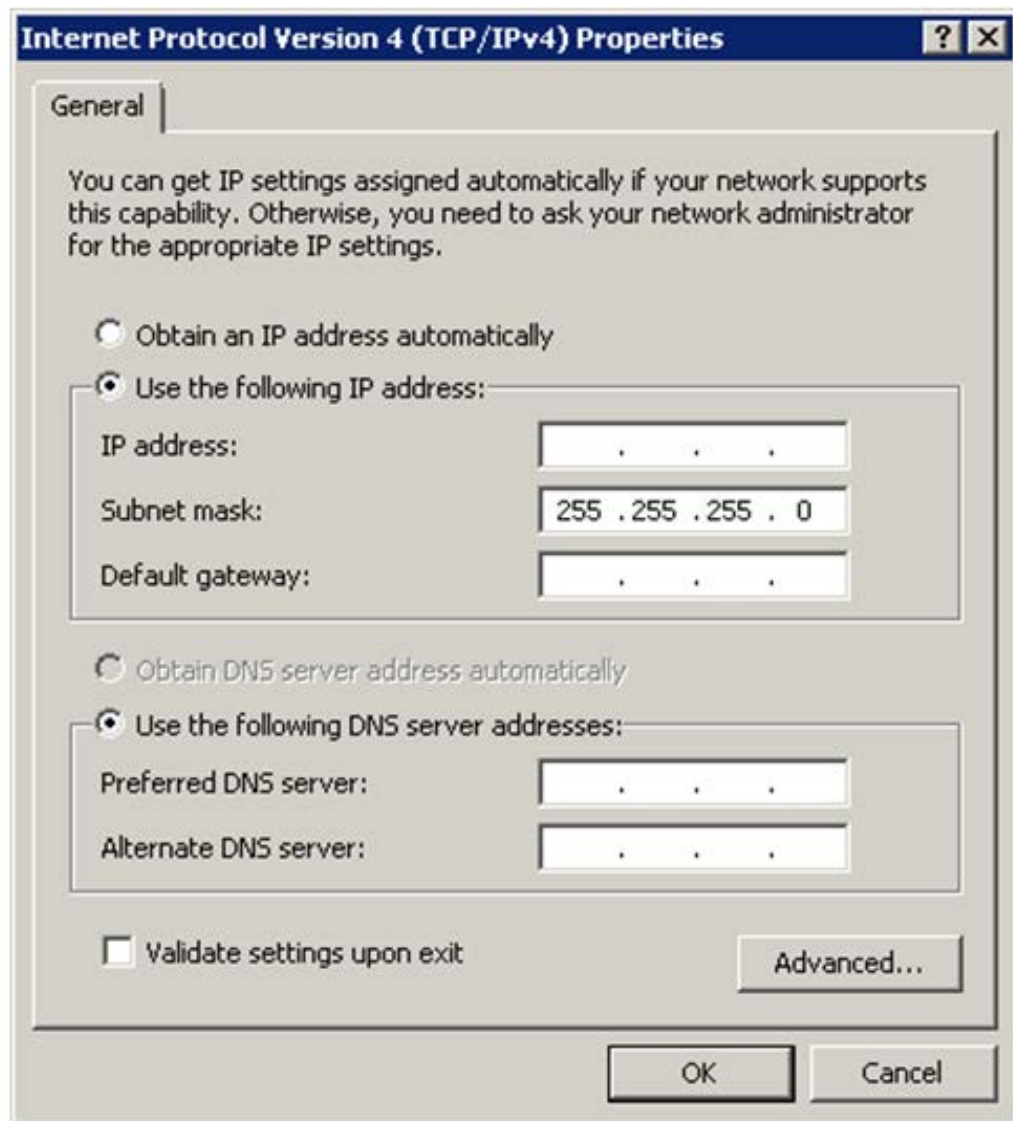 Internet Protocol Version 4 (TCP/IPv4) Properties
General
You can get IP settings assigned automatically if your network supports
this capability. Otherwise, you need to ask your network administrator
for the appropriate IP settings.
Obtain an IP address automatically
Use the following IP address:
IP address: . . .
Subnet mask: 255 .255 .255 . 0
Default gateway: . . .
Obtain DNS server address automatically
Use the following DNS server addresses:
Preferred DNS server: . . .
Alternate DNS server: . . .
Validate settings upon exit
Advanced...
OK Cancel